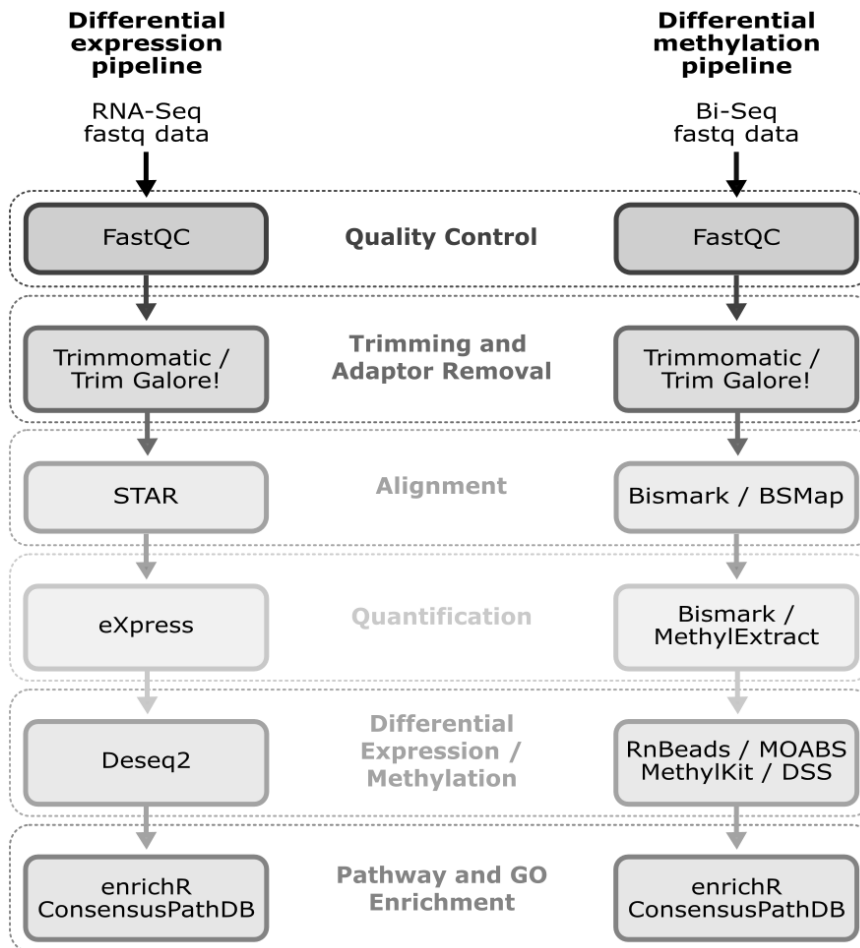 Differential
expression
pipeline
Differential
methylation
pipeline
RNA-Seq
fastq data
Bi-Seq
fastq data
FastQC
Quality Control
FastQC
Trimmomatic /
Trim Galore!
Trimming and
Adaptor Removal
Trimmomatic /
Trim Galore!
STAR
Alignment
Bismark / BSMap
eXpress
Quantification
Bismark /
MethylExtract
Deseq2
Differential
Expression /
Methylation
RnBeads / MOABS
MethylKit / DSS
enrichR
ConsensusPathDB
Pathway and GO
Enrichment
enrichR
ConsensusPathDB